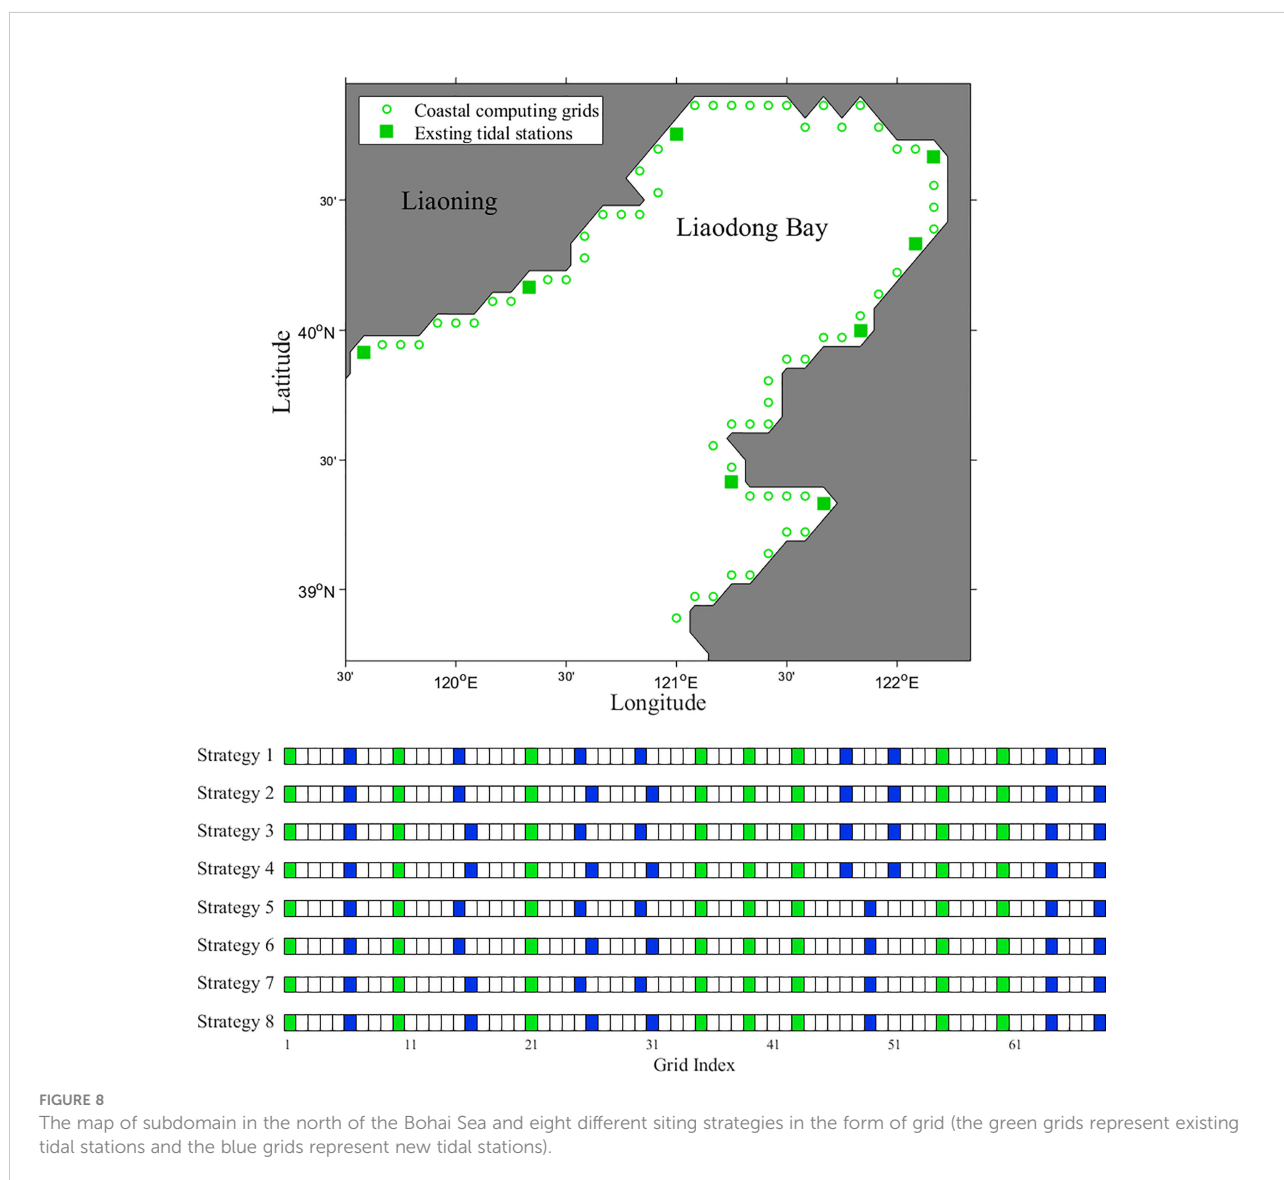 Coastal computing grids
Exsting tidal stations
Liaoning
Liaodong Bay
30'
40°N
30'
39°N
Latitude
30'
120°E
30'
121°E
30'
122°E
Longitude
Strategy 1
Strategy 2
Strategy 3
Strategy 4
Strategy 5
Strategy 6
Strategy 7
Strategy 8
1 11 21 31 41 51 61
Grid Index
FIGURE 8
The map of subdomain in the north of the Bohai Sea and eight different siting strategies in the form of grid (the green grids represent existing
tidal stations and the blue grids represent new tidal stations).